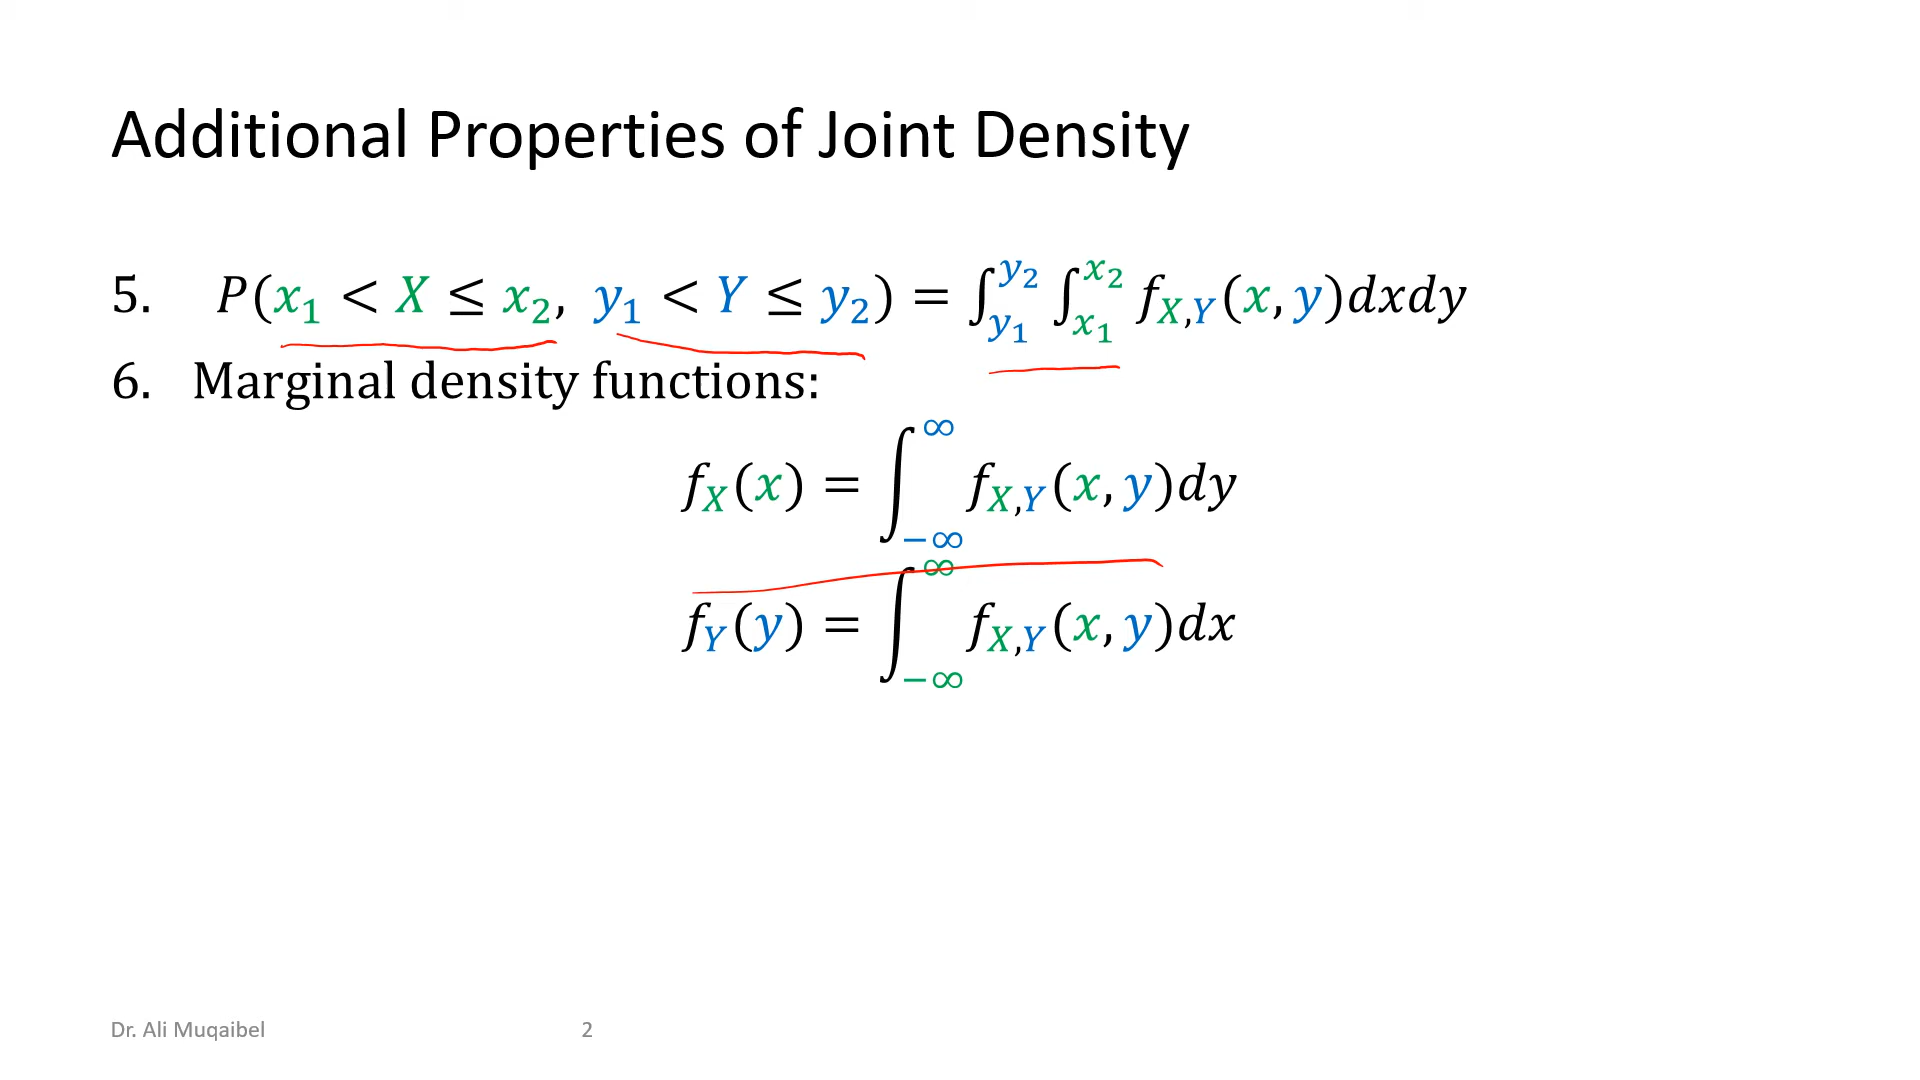 Additional Properties of Joint Density
5. P(x₁ < X ≤ x₂, y₁ < Y ≤ y₂) = ∫_{y₁}^{y₂} ∫_{x₁}^{x₂} f_{X,Y}(x, y)dxdy
6. Marginal density functions:
f_X(x) = ∫_{−∞}^{∞} f_{X,Y}(x, y)dy
f_Y(y) = ∫_{−∞}^{∞} f_{X,Y}(x, y)dx
Dr. Ali Muqaibel 2